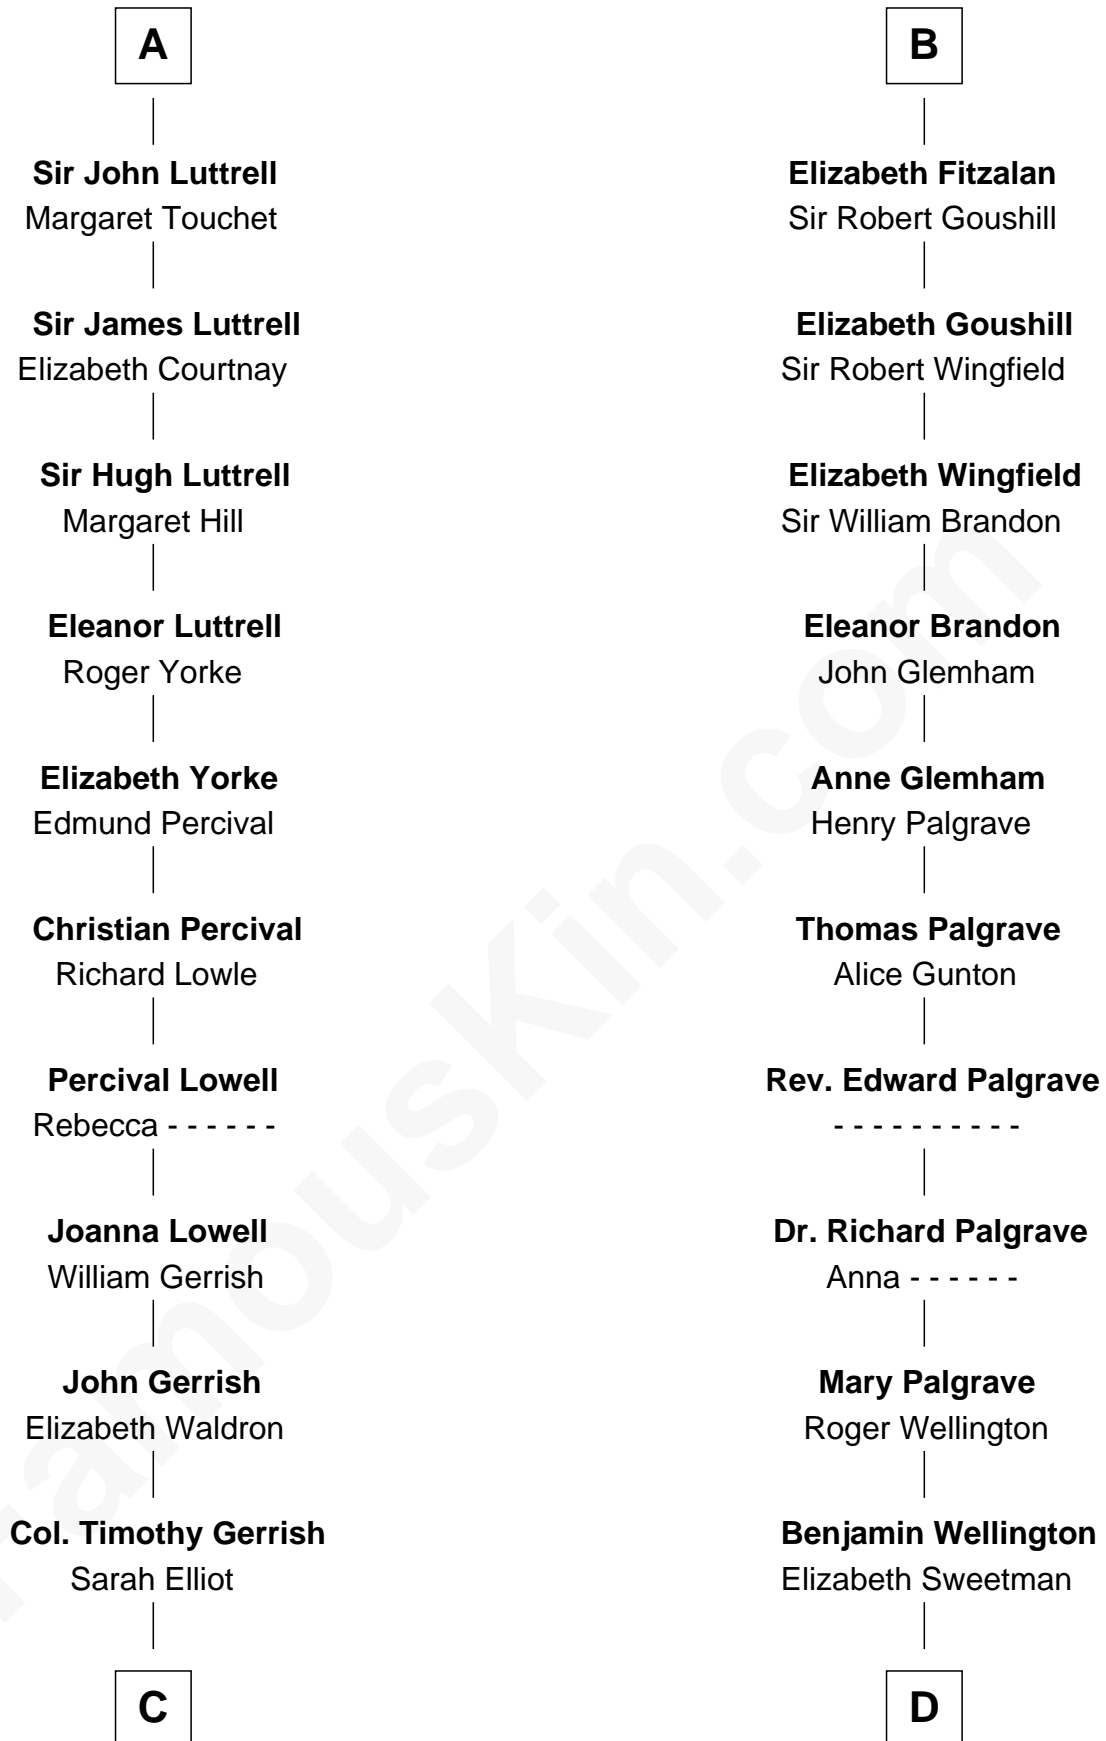 A
Sir John Luttrell
Margaret Touchet
Sir James Luttrell
Elizabeth Courtnay
Sir Hugh Luttrell
Margaret Hill
Eleanor Luttrell
Roger Yorke
Elizabeth Yorke
Edmund Percival
Christian Percival
Richard Lowle
Percival Lowell
Rebecca - - - - - -
Joanna Lowell
William Gerrish
John Gerrish
Elizabeth Waldron
Col. Timothy Gerrish
Sarah Elliot
C
B
Elizabeth Fitzalan
Sir Robert Goushill
Elizabeth Goushill
Sir Robert Wingfield
Elizabeth Wingfield
Sir William Brandon
Eleanor Brandon
John Glemham
Anne Glemham
Henry Palgrave
Thomas Palgrave
Alice Gunton
Rev. Edward Palgrave
- - - - - - - - - -
Dr. Richard Palgrave
Anna - - - - - -
Mary Palgrave
Roger Wellington
Benjamin Wellington
Elizabeth Sweetman
D
FamousKin.com